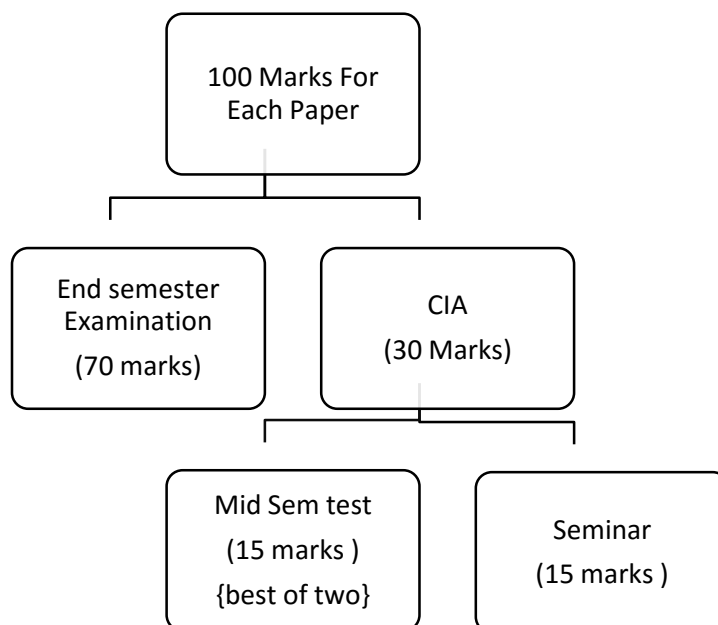 100 Marks For
Each Paper
End semester
Examination
(70 marks)
CIA
(30 Marks)
Mid Sem test
(15 marks )
{best of two}
Seminar
(15 marks )